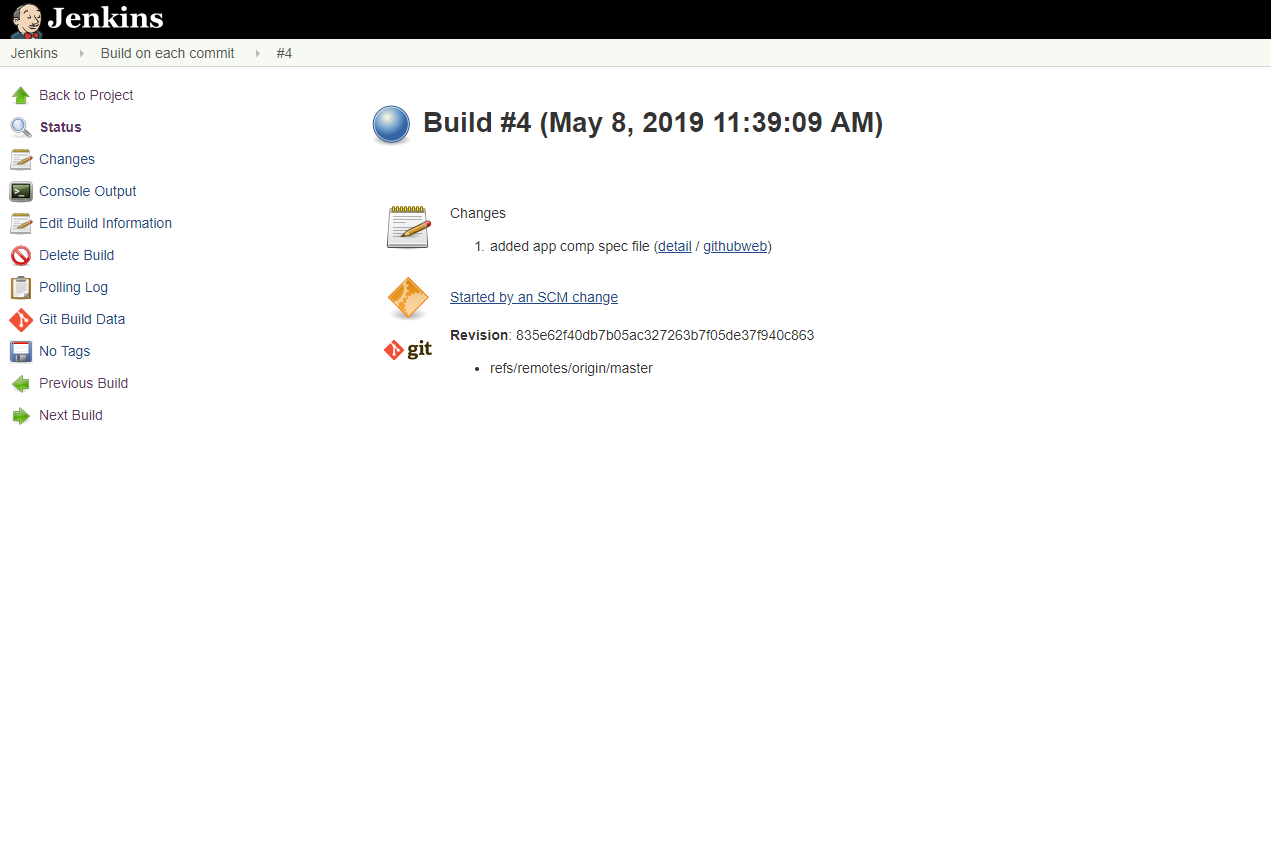 Jenkins
Jenkins Build on each commit #4
Back to Project
Status
Changes
Console Output
Edit Build Information
Delete Build
Polling Log
Git Build Data
No Tags
Previous Build
Next Build
Build #4 (May 8, 2019 11:39:09 AM)
Changes
1. added app comp spec file (detail / githubweb)
Started by an SCM change
Revision: 835e62f40db7b05ac327263b7f05de37f940c863
git
• refs/remotes/origin/master